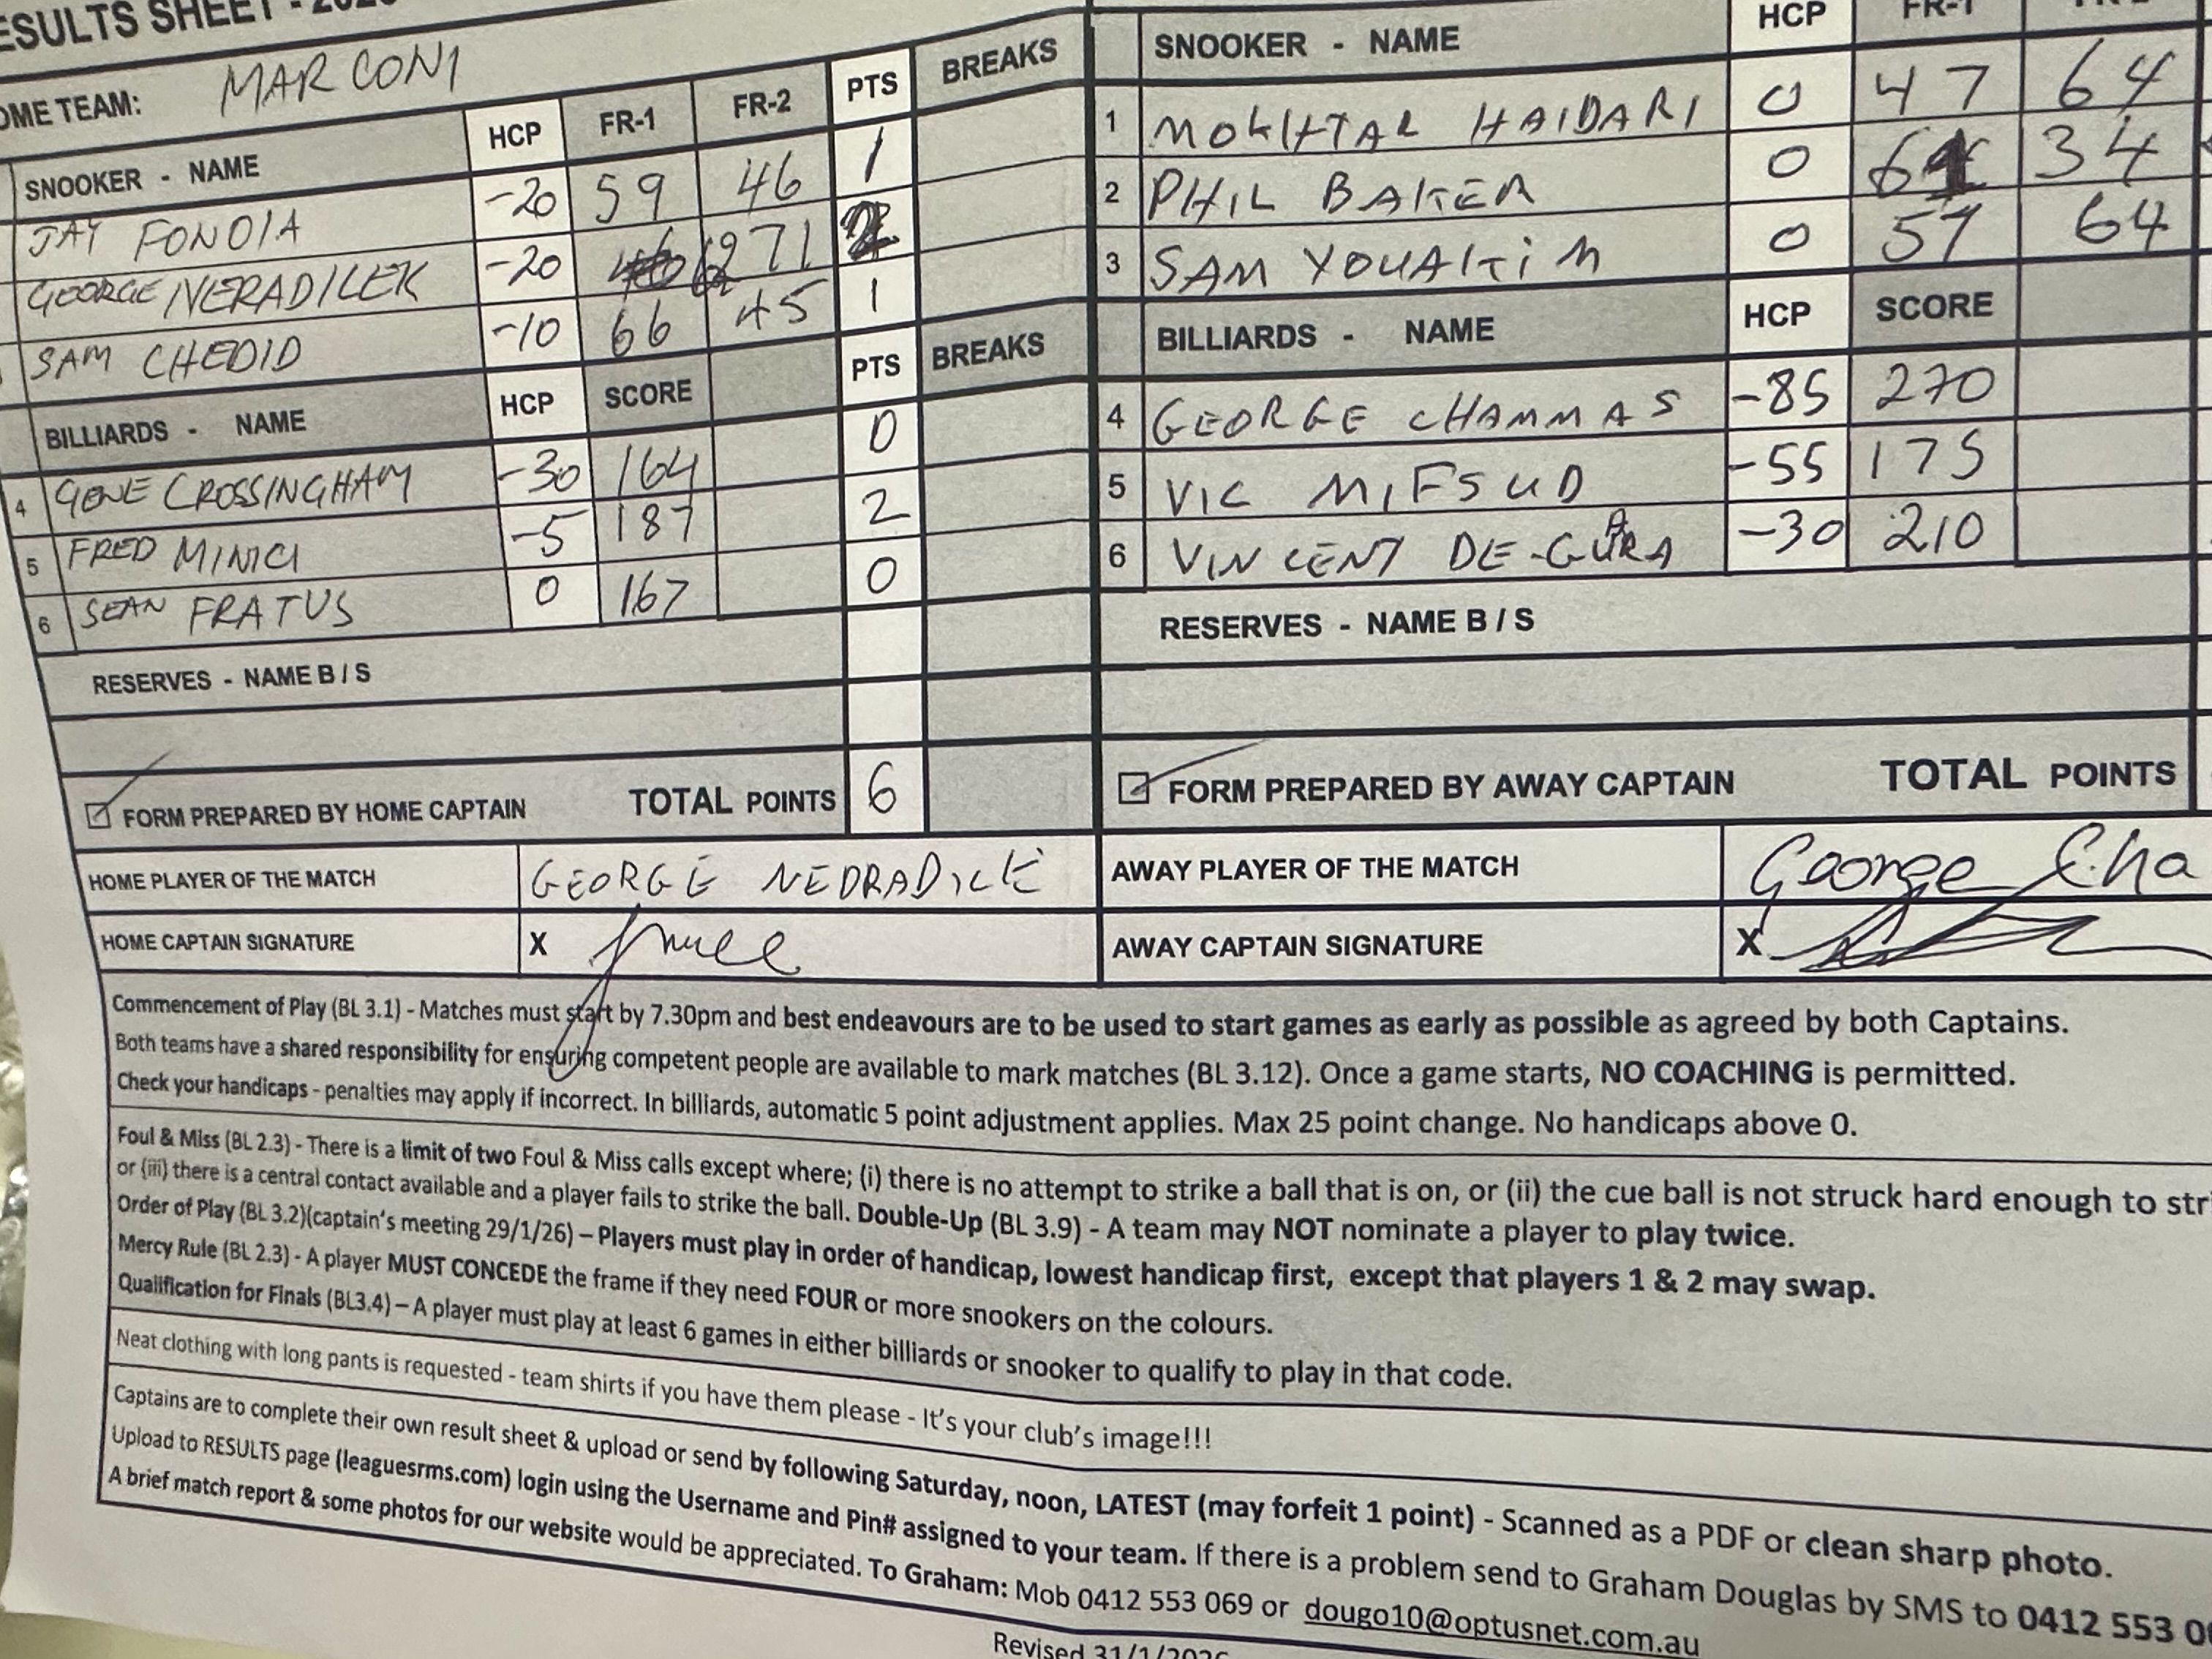 ESULTS SHEET - 202
OME TEAM: MARCONI
SNOOKER - NAME HCP FR-1 FR-2 PTS BREAKS
JAY FONOIA -20 59 46 1
GEORGE NERADILEK -20 62 71 2
SAM CHEDID -10 66 45 1
BILLIARDS - NAME HCP SCORE PTS BREAKS
4 GENE CROSSINGHAM -30 164 0
5 FRED MINICI -5 187 2
6 SEAN FRATUS 0 167 0
RESERVES - NAME B / S
FORM PREPARED BY HOME CAPTAIN TOTAL POINTS 6
HOME PLAYER OF THE MATCH GEORGE NEDRADICK
HOME CAPTAIN SIGNATURE X
SNOOKER - NAME HCP FR-1
1 MOKHTAR HAIDARI 0 47 64
2 PHIL BAKER 0 61 34
3 SAM YOUAKIM 0 57 64
BILLIARDS - NAME HCP SCORE
4 GEORGE CHAMMAS -85 270
5 VIC MIFSUD -55 175
6 VINCENT DE-GARA -30 210
RESERVES - NAME B / S
FORM PREPARED BY AWAY CAPTAIN TOTAL POINTS
AWAY PLAYER OF THE MATCH George Cha
AWAY CAPTAIN SIGNATURE X
Commencement of Play (BL 3.1) - Matches must start by 7.30pm and best endeavours are to be used to start games as early as possible as agreed by both Captains.
Both teams have a shared responsibility for ensuring competent people are available to mark matches (BL 3.12). Once a game starts, NO COACHING is permitted.
Check your handicaps - penalties may apply if incorrect. In billiards, automatic 5 point adjustment applies. Max 25 point change. No handicaps above 0.
Foul & Miss (BL 2.3) - There is a limit of two Foul & Miss calls except where; (i) there is no attempt to strike a ball that is on, or (ii) the cue ball is not struck hard enough to stri
or (iii) there is a central contact available and a player fails to strike the ball. Double-Up (BL 3.9) - A team may NOT nominate a player to play twice.
Order of Play (BL 3.2)(captain's meeting 29/1/26) – Players must play in order of handicap, lowest handicap first, except that players 1 & 2 may swap.
Mercy Rule (BL 2.3) - A player MUST CONCEDE the frame if they need FOUR or more snookers on the colours.
Qualification for Finals (BL3.4) – A player must play at least 6 games in either billiards or snooker to qualify to play in that code.
Neat clothing with long pants is requested - team shirts if you have them please - It's your club's image!!!
Captains are to complete their own result sheet & upload or send by following Saturday, noon, LATEST (may forfeit 1 point) - Scanned as a PDF or clean sharp photo.
Upload to RESULTS page (leaguesrms.com) login using the Username and Pin# assigned to your team. If there is a problem send to Graham Douglas by SMS to 0412 553 0
A brief match report & some photos for our website would be appreciated. To Graham: Mob 0412 553 069 or dougo10@optusnet.com.au
Revised 31/1/2026